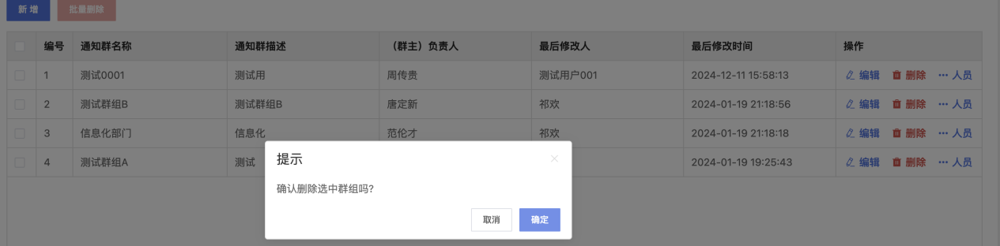 新 增 批量删除
编号 通知群名称 通知群描述 （群主）负责人 最后修改人 最后修改时间 操作
1 测试0001 测试用 周传贵 测试用户001 2024-12-11 15:58:13 编辑 删除 ··· 人员
2 测试群组B 测试群组B 唐定新 祁欢 2024-01-19 21:18:56 编辑 删除 ··· 人员
3 信息化部门 信息化 范伦才 祁欢 2024-01-19 21:18:18 编辑 删除 ··· 人员
4 测试群组A 测试 2024-01-19 19:25:43 编辑 删除 ··· 人员
提示
确认删除选中群组吗?
取消 确定